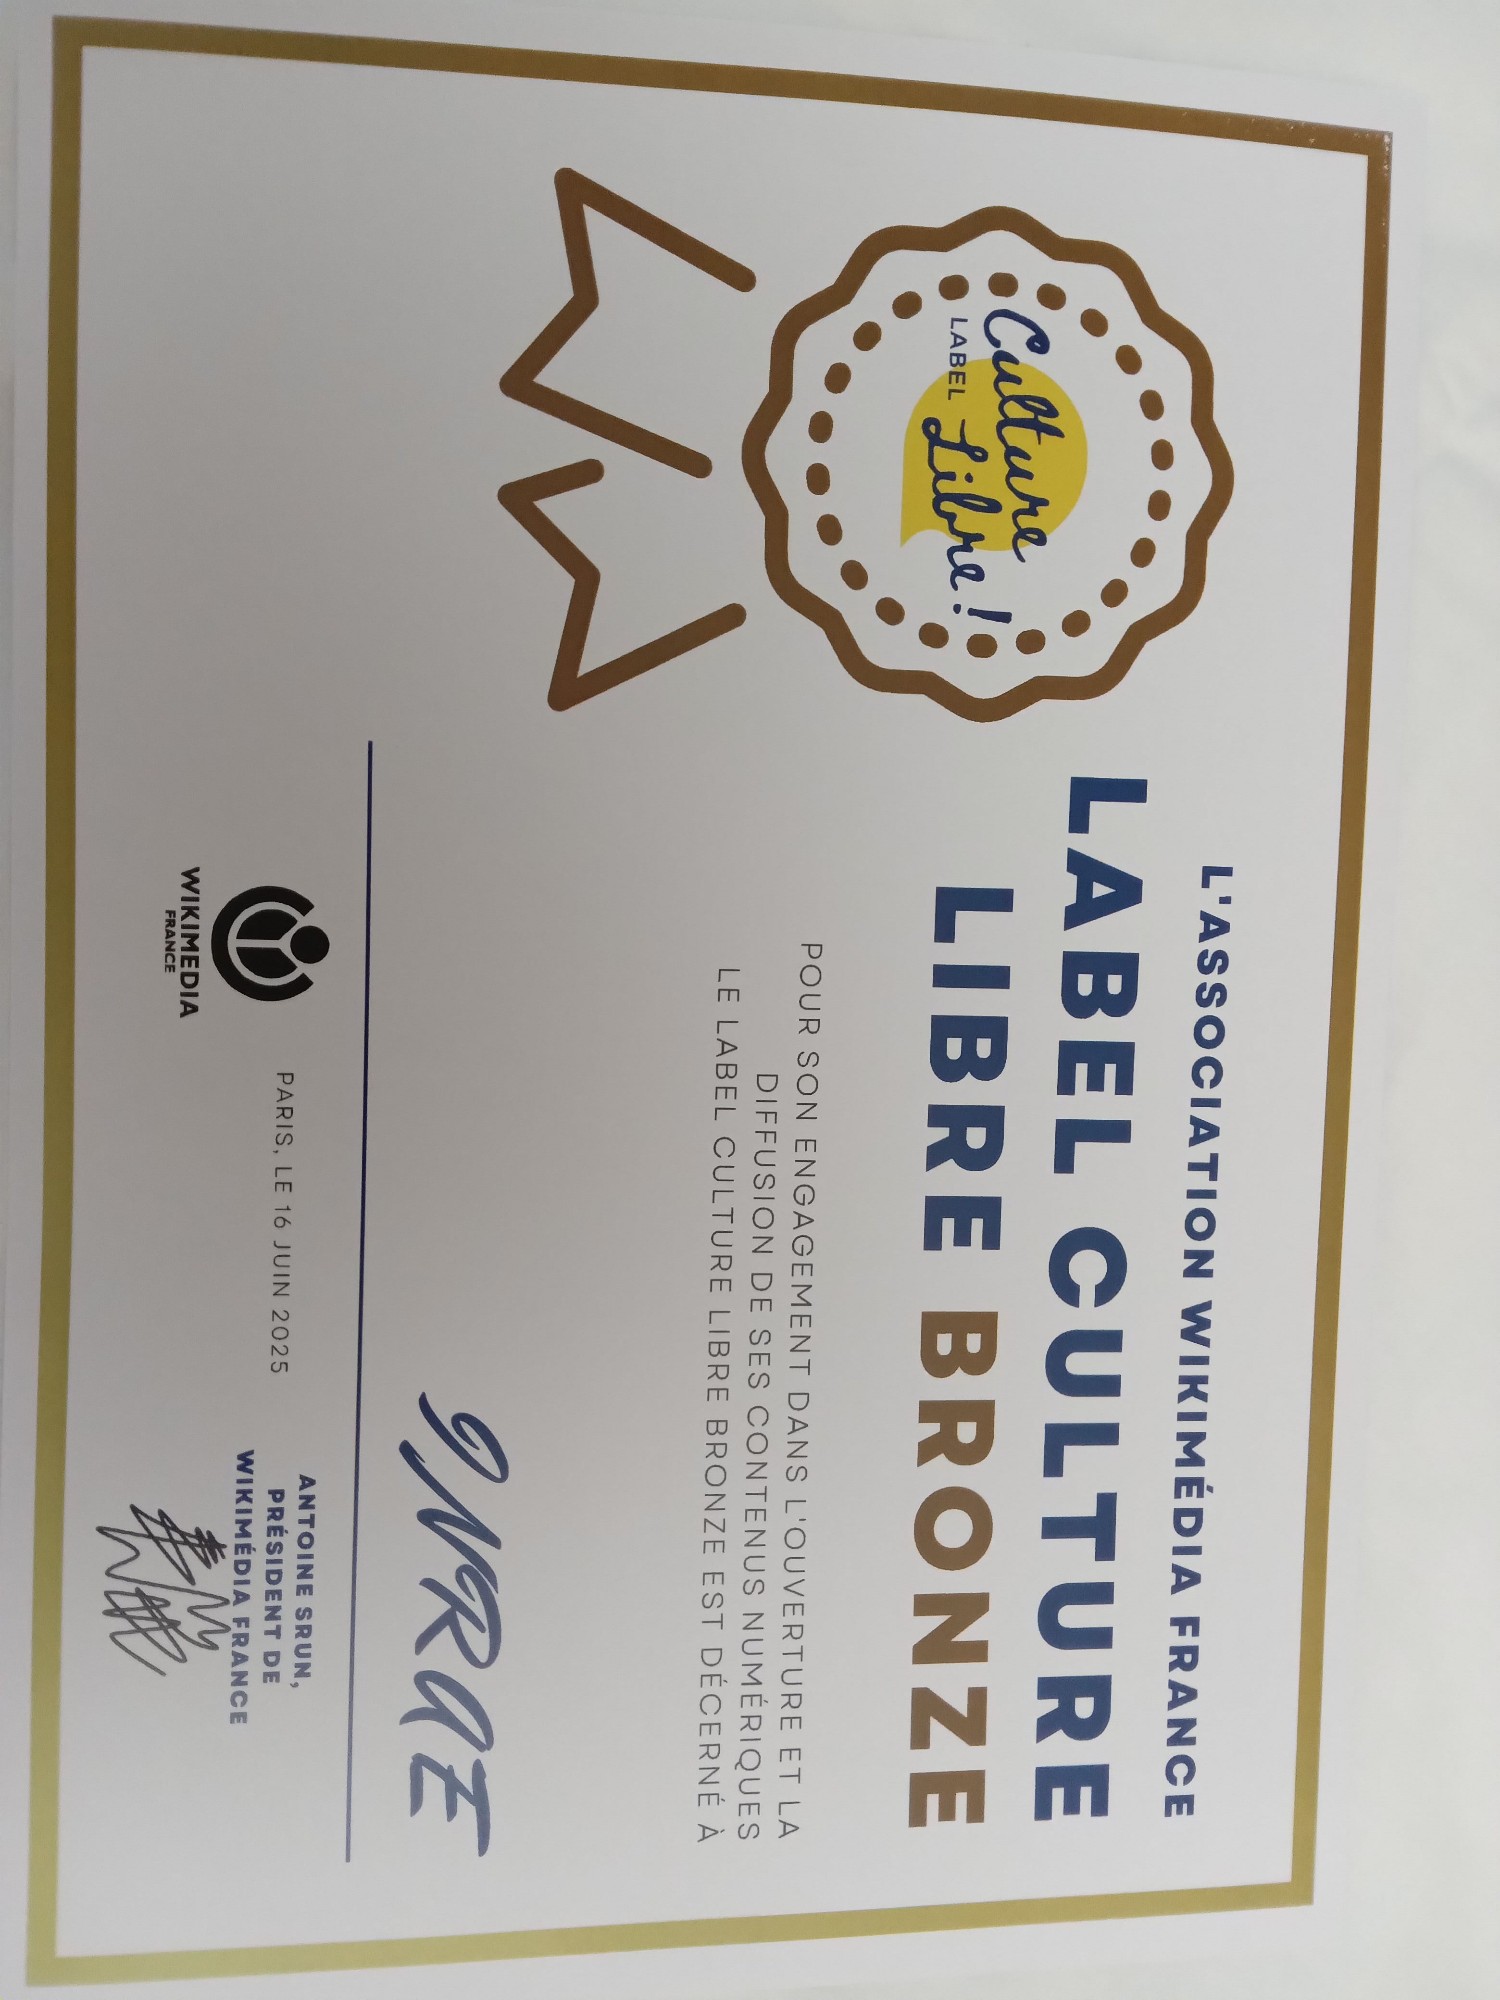 L'ASSOCIATION WIKIMÉDIA FRANCE
LABEL CULTURE
LIBRE BRONZE
Culture
LABEL Libre !
POUR SON ENGAGEMENT DANS L'OUVERTURE ET LA
DIFFUSION DE SES CONTENUS NUMÉRIQUES
LE LABEL CULTURE LIBRE BRONZE EST DÉCERNÉ À
INRAE
WIKIMEDIA
FRANCE
PARIS, LE 16 JUIN 2025
ANTOINE SRUN,
PRÉSIDENT DE
WIKIMÉDIA FRANCE